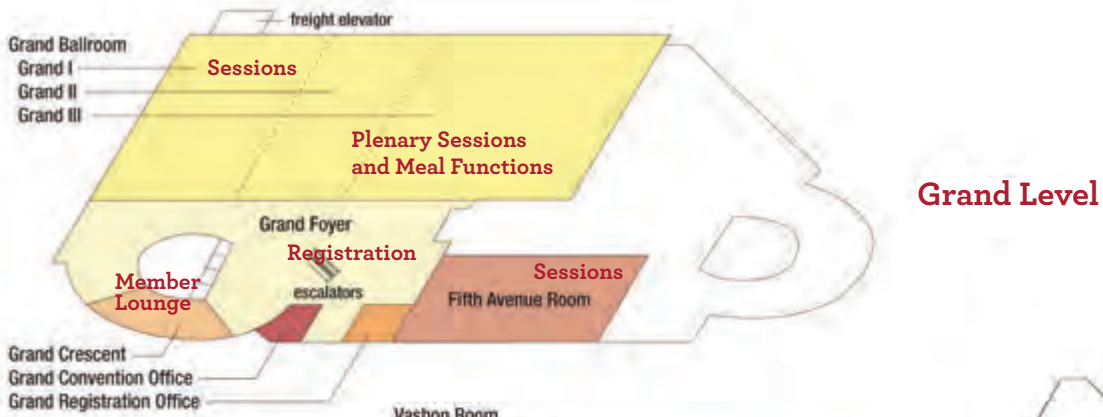 freight elevator
Grand Ballroom
Grand I
Sessions
Grand II
Grand III
Plenary Sessions
and Meal Functions
Grand Level
Grand Foyer
Registration
Member
Lounge
escalators
Sessions
Fifth Avenue Room
Grand Crescent
Grand Convention Office
Grand Registration Office
Vashon Room